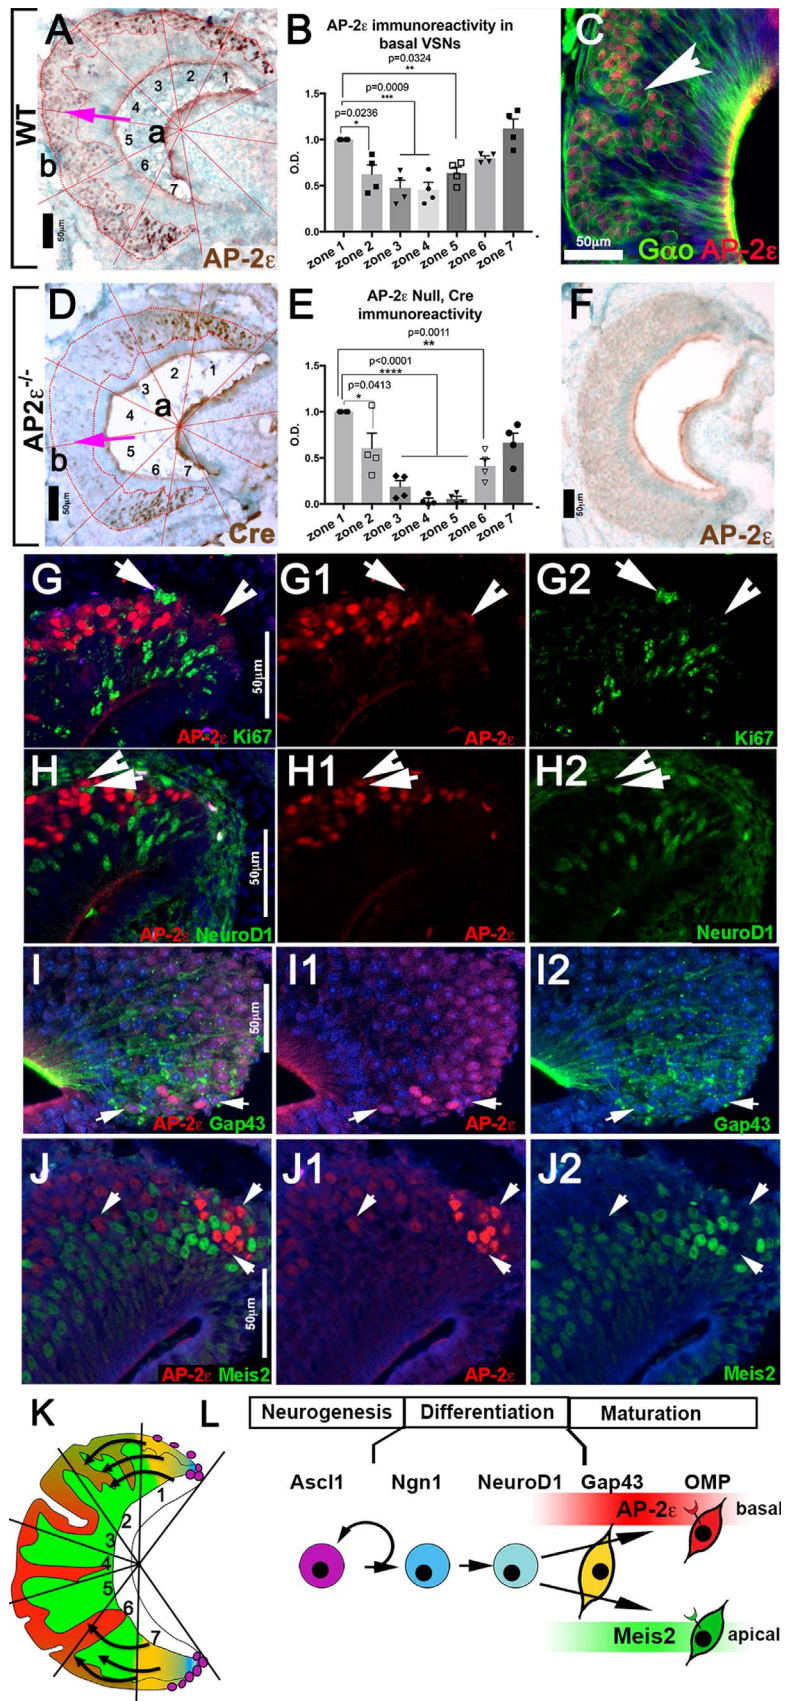 A
WT
1
2
3
4
5
6
7
a
b
50μm
AP-2ε
B
AP-2ε immunoreactivity in
basal VSNs
p=0.0324
**
p=0.0009
***
p=0.0236
*
O.D.
1.5
1.0
0.5
0.0
zone 1
zone 2
zone 3
zone 4
zone 5
zone 6
zone 7
C
50μm
Gαo AP-2ε
D
AP2ε-/-
1
2
3
4
5
6
7
a
b
50μm
Cre
E
AP-2ε Null, Cre
immunoreactivity
p=0.0011
**
p<0.0001
****
p=0.0413
*
O.D.
1.5
1.0
0.5
0.0
zone 1
zone 2
zone 3
zone 4
zone 5
zone 6
zone 7
F
50μm
AP-2ε
G
50μm
AP-2ε Ki67
G1
AP-2ε
G2
Ki67
H
50μm
AP-2ε NeuroD1
H1
AP-2ε
H2
NeuroD1
I
50μm
AP-2ε Gap43
I1
AP-2ε
I2
Gap43
J
50μm
AP-2ε Meis2
J1
AP-2ε
J2
Meis2
K
1
2
3
4
5
6
7
L
Neurogenesis Differentiation Maturation
Ascl1 Ngn1 NeuroD1 Gap43 OMP
AP-2ε basal
Meis2 apical